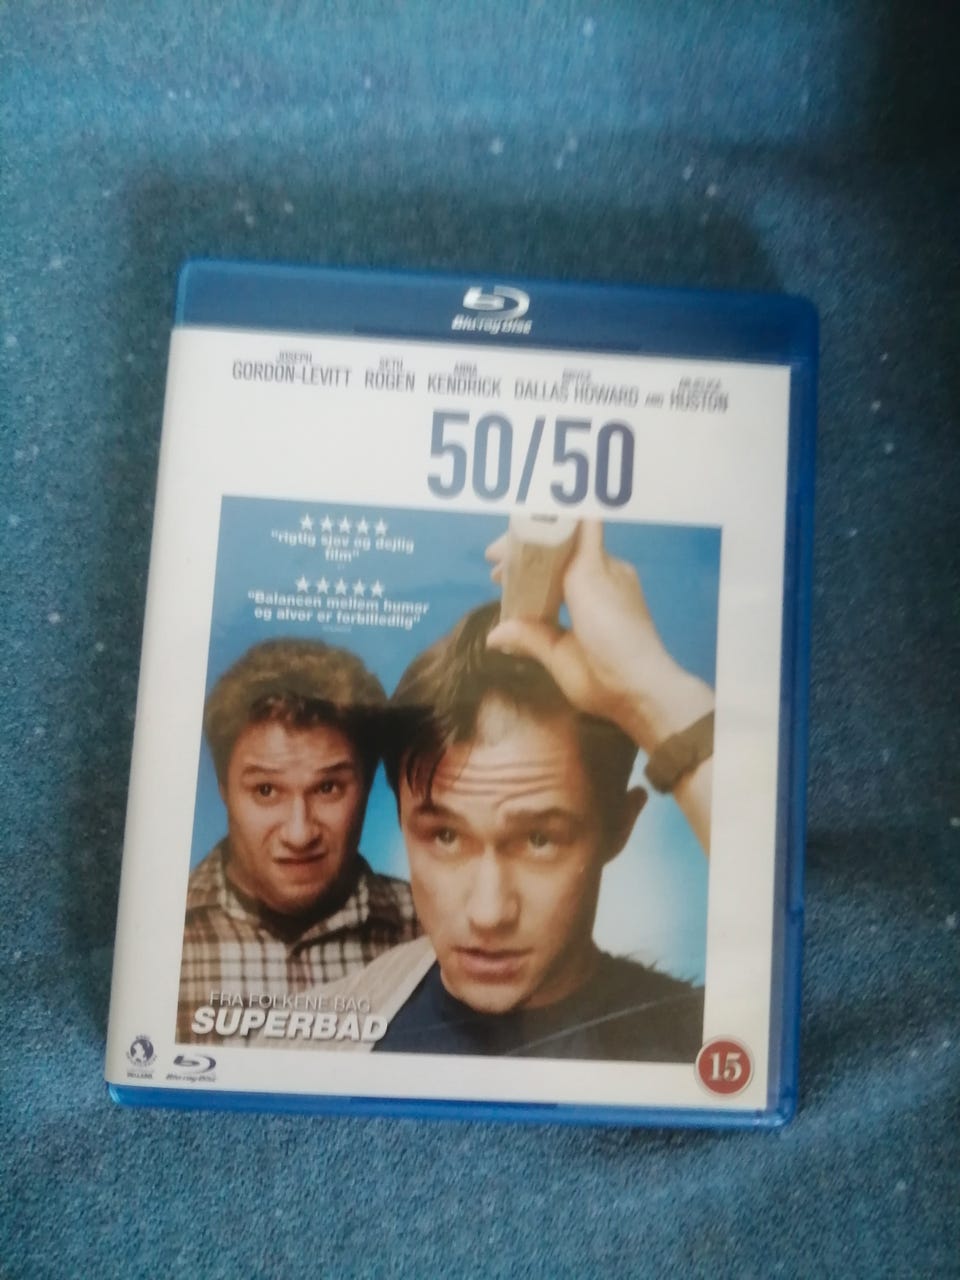 Blu-ray Disc
JOSEPH GORDON-LEVITT SETH ROGEN ANNA KENDRICK BRYCE DALLAS HOWARD AND ANJELICA HUSTON
50/50
"rigtig sjov og dejlig
film"
"Balancen mellem humor
og alvor er forbilledlig"
FRA FOLKENE BAG
SUPERBAD
Blu-ray Disc
15